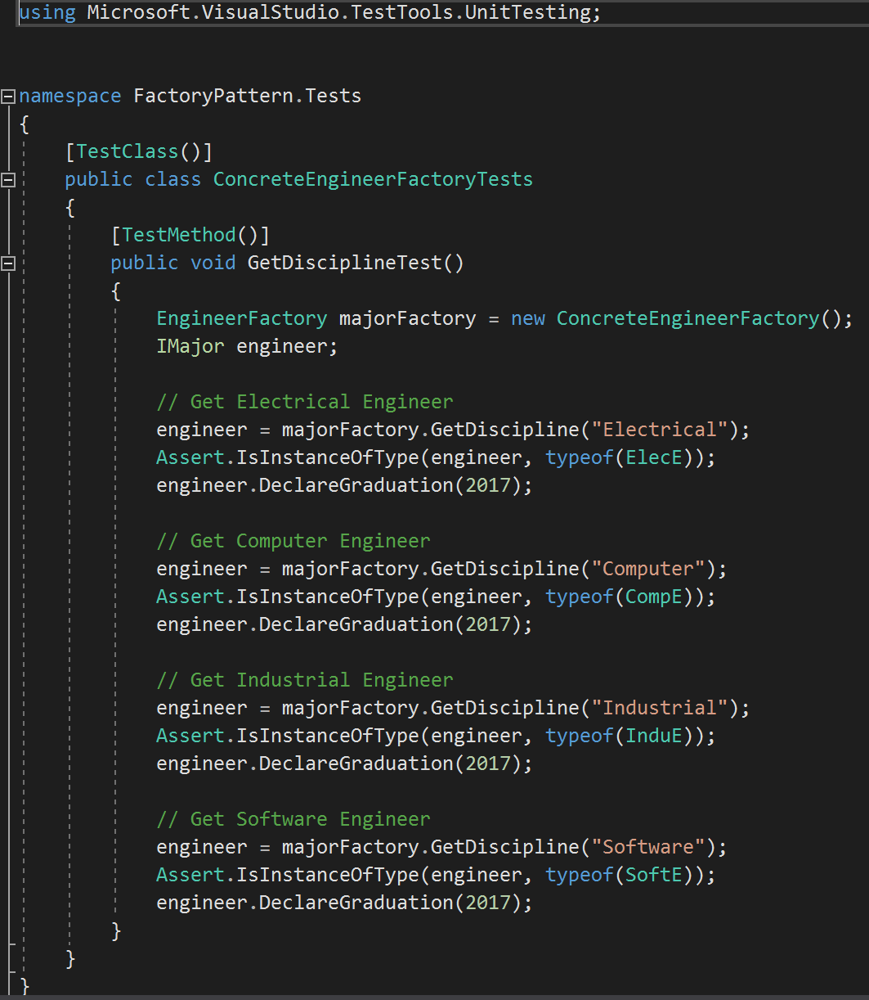 using Microsoft.VisualStudio.TestTools.UnitTesting;
namespace FactoryPattern.Tests
{
[TestClass()]
public class ConcreteEngineerFactoryTests
{
[TestMethod()]
public void GetDisciplineTest()
{
EngineerFactory majorFactory = new ConcreteEngineerFactory();
IMajor engineer;
// Get Electrical Engineer
engineer = majorFactory.GetDiscipline("Electrical");
Assert.IsInstanceOfType(engineer, typeof(ElecE));
engineer.DeclareGraduation(2017);
// Get Computer Engineer
engineer = majorFactory.GetDiscipline("Computer");
Assert.IsInstanceOfType(engineer, typeof(CompE));
engineer.DeclareGraduation(2017);
// Get Industrial Engineer
engineer = majorFactory.GetDiscipline("Industrial");
Assert.IsInstanceOfType(engineer, typeof(InduE));
engineer.DeclareGraduation(2017);
// Get Software Engineer
engineer = majorFactory.GetDiscipline("Software");
Assert.IsInstanceOfType(engineer, typeof(SoftE));
engineer.DeclareGraduation(2017);
}
}
}